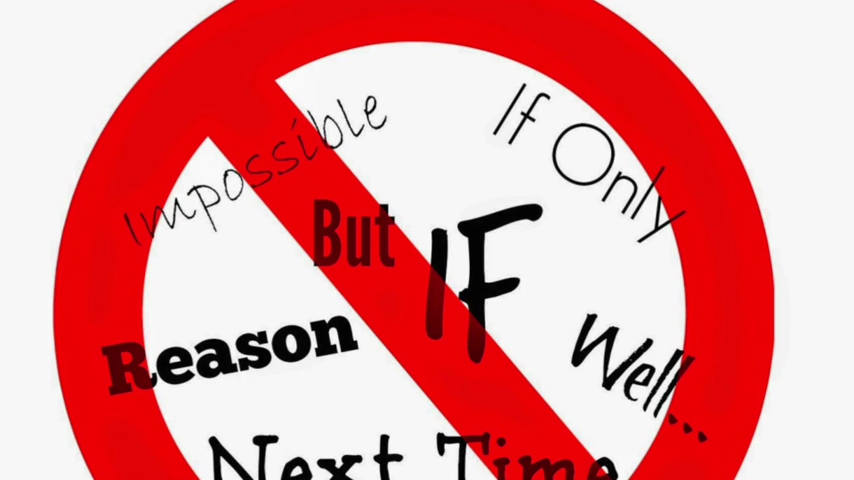 Impossible
If Only
But
IF
Reason
Well...
Next Time